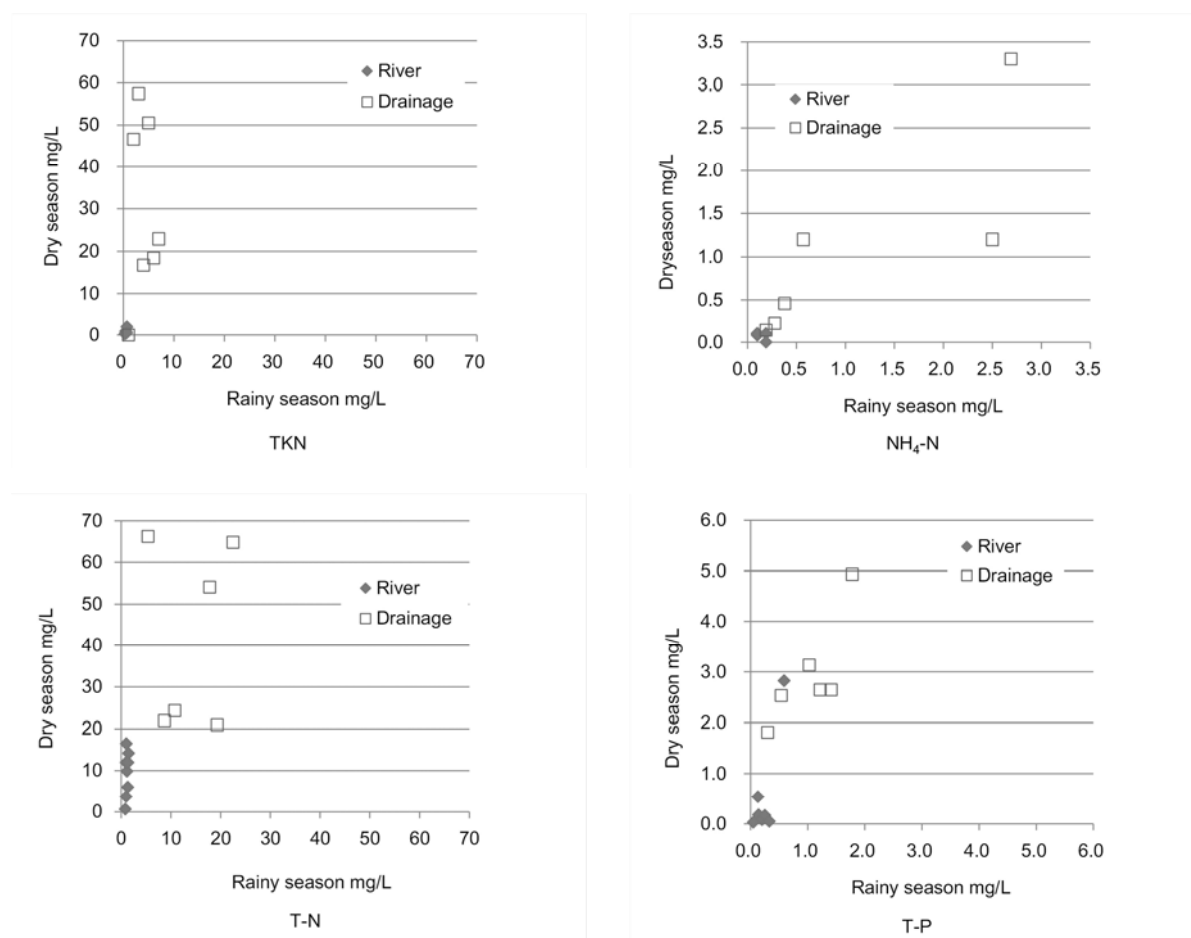 70
60
50
40
30
20
10
0
Dry season mg/L
River
Drainage
0 10 20 30 40 50 60 70
Rainy season mg/L
TKN
3.5
3.0
2.5
2.0
1.5
1.0
0.5
0.0
Dryseason mg/L
River
Drainage
0.0 0.5 1.0 1.5 2.0 2.5 3.0 3.5
Rainy season mg/L
NH₄-N
70
60
50
40
30
20
10
0
Dry season mg/L
River
Drainage
0 10 20 30 40 50 60 70
Rainy season mg/L
T-N
6.0
5.0
4.0
3.0
2.0
1.0
0.0
Dry season mg/L
River
Drainage
0.0 1.0 2.0 3.0 4.0 5.0 6.0
Rainy season mg/L
T-P